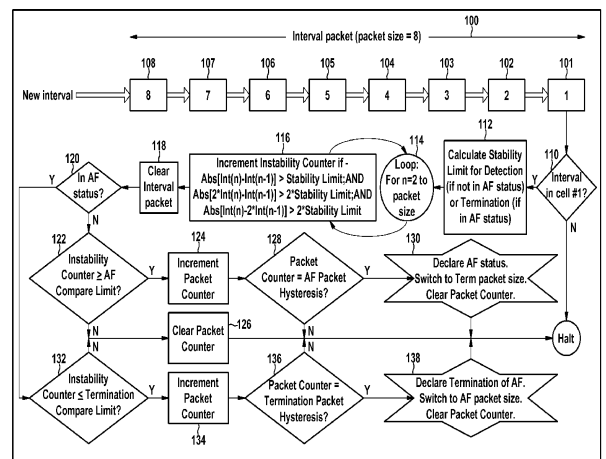 100
Interval packet (packet size = 8)
108
107
106
105
104
103
102
101
New interval
8
7
6
5
4
3
2
1
118
116
114
112
110
120
In AF
status?
Clear
Interval
packet
Increment Instability Counter if -
Abs[Int(n)-Int(n-1)] > Stability Limit;AND
Abs[2*Int(n)-Int(n-1)] > 2*Stability Limit;AND
Abs[Int(n)-2*Int(n-1)] > 2*Stability Limit
Loop:
For n=2 to
packet
size
Calculate Stability
Limit for Detection
(if not in AF status)
or Termination (if
in AF status)
Y
Interval
in cell #1?
N
Y
N
122
Instability
Counter ≥ AF
Compare Limit?
Y
124
Increment
Packet
Counter
128
Packet
Counter = AF Packet
Hysteresis?
Y
130
Declare AF status.
Switch to Term packet size.
Clear Packet Counter.
N
126
Clear Packet
Counter
N
Halt
N
N
132
Instability
Counter ≤ Termination
Compare Limit?
Y
Increment
Packet
Counter
134
136
Packet Counter =
Termination Packet
Hysteresis?
Y
138
Declare Termination of AF.
Switch to AF packet size.
Clear Packet Counter.